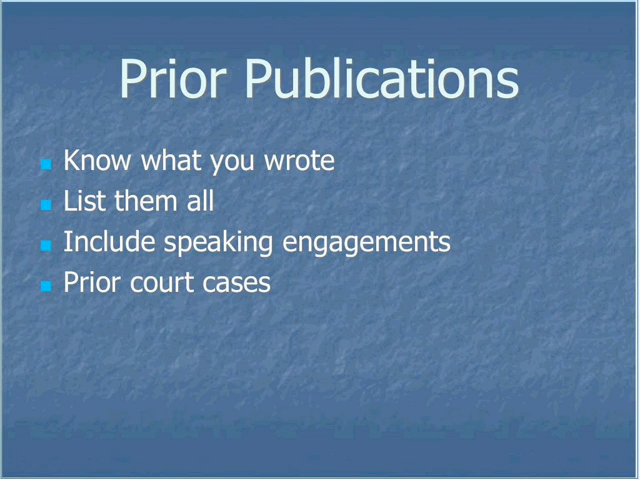 Prior Publications
Know what you wrote
List them all
Include speaking engagements
Prior court cases